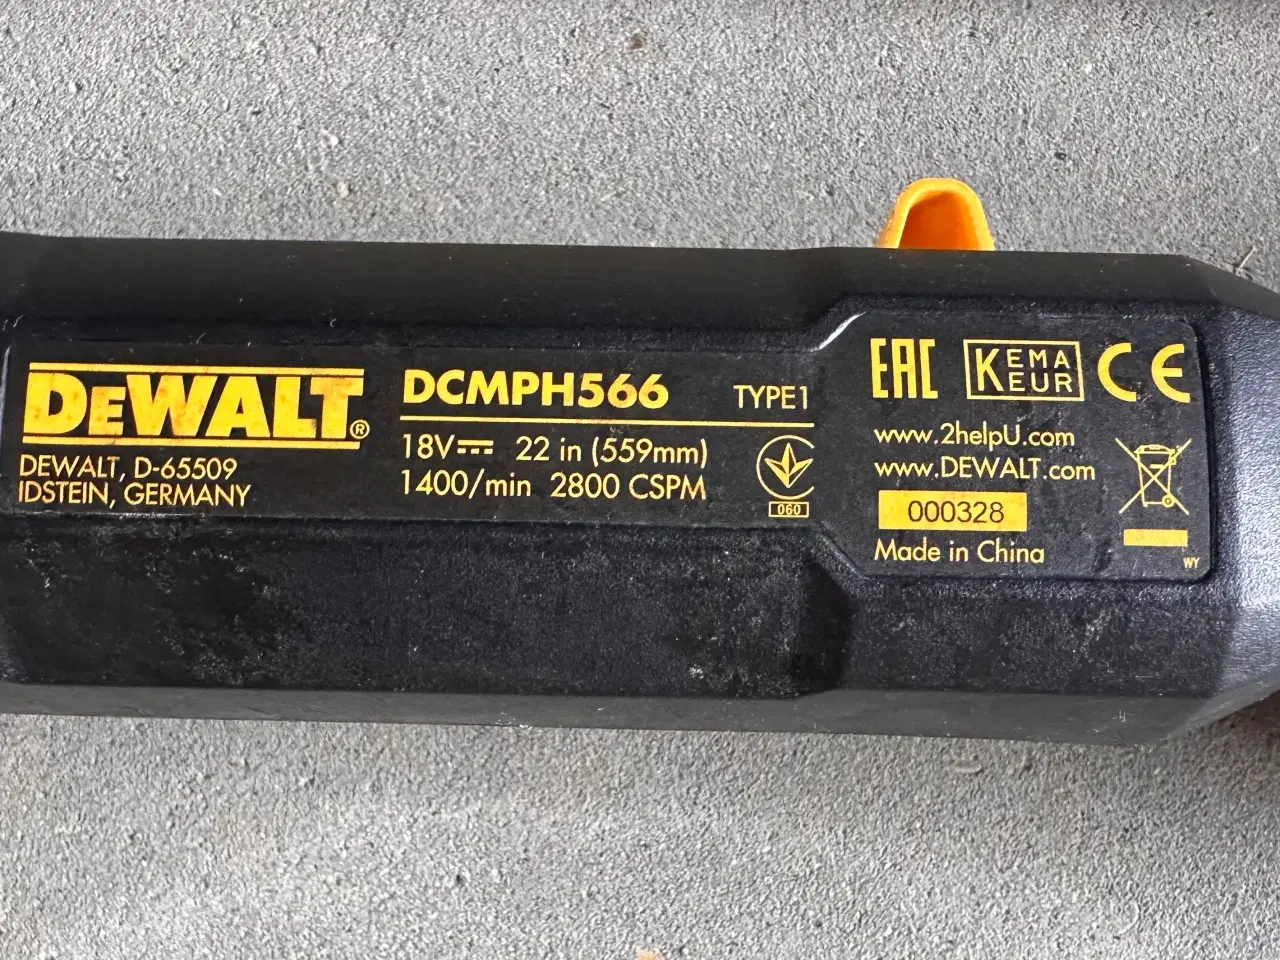 DEWALT®
DEWALT, D-65509
IDSTEIN, GERMANY
DCMPH566 TYPE1
18V⎓ 22 in (559mm)
1400/min 2800 CSPM
060
EAC KEMA KEUR CE
www.2helpU.com
www.DEWALT.com
000328
Made in China
WY